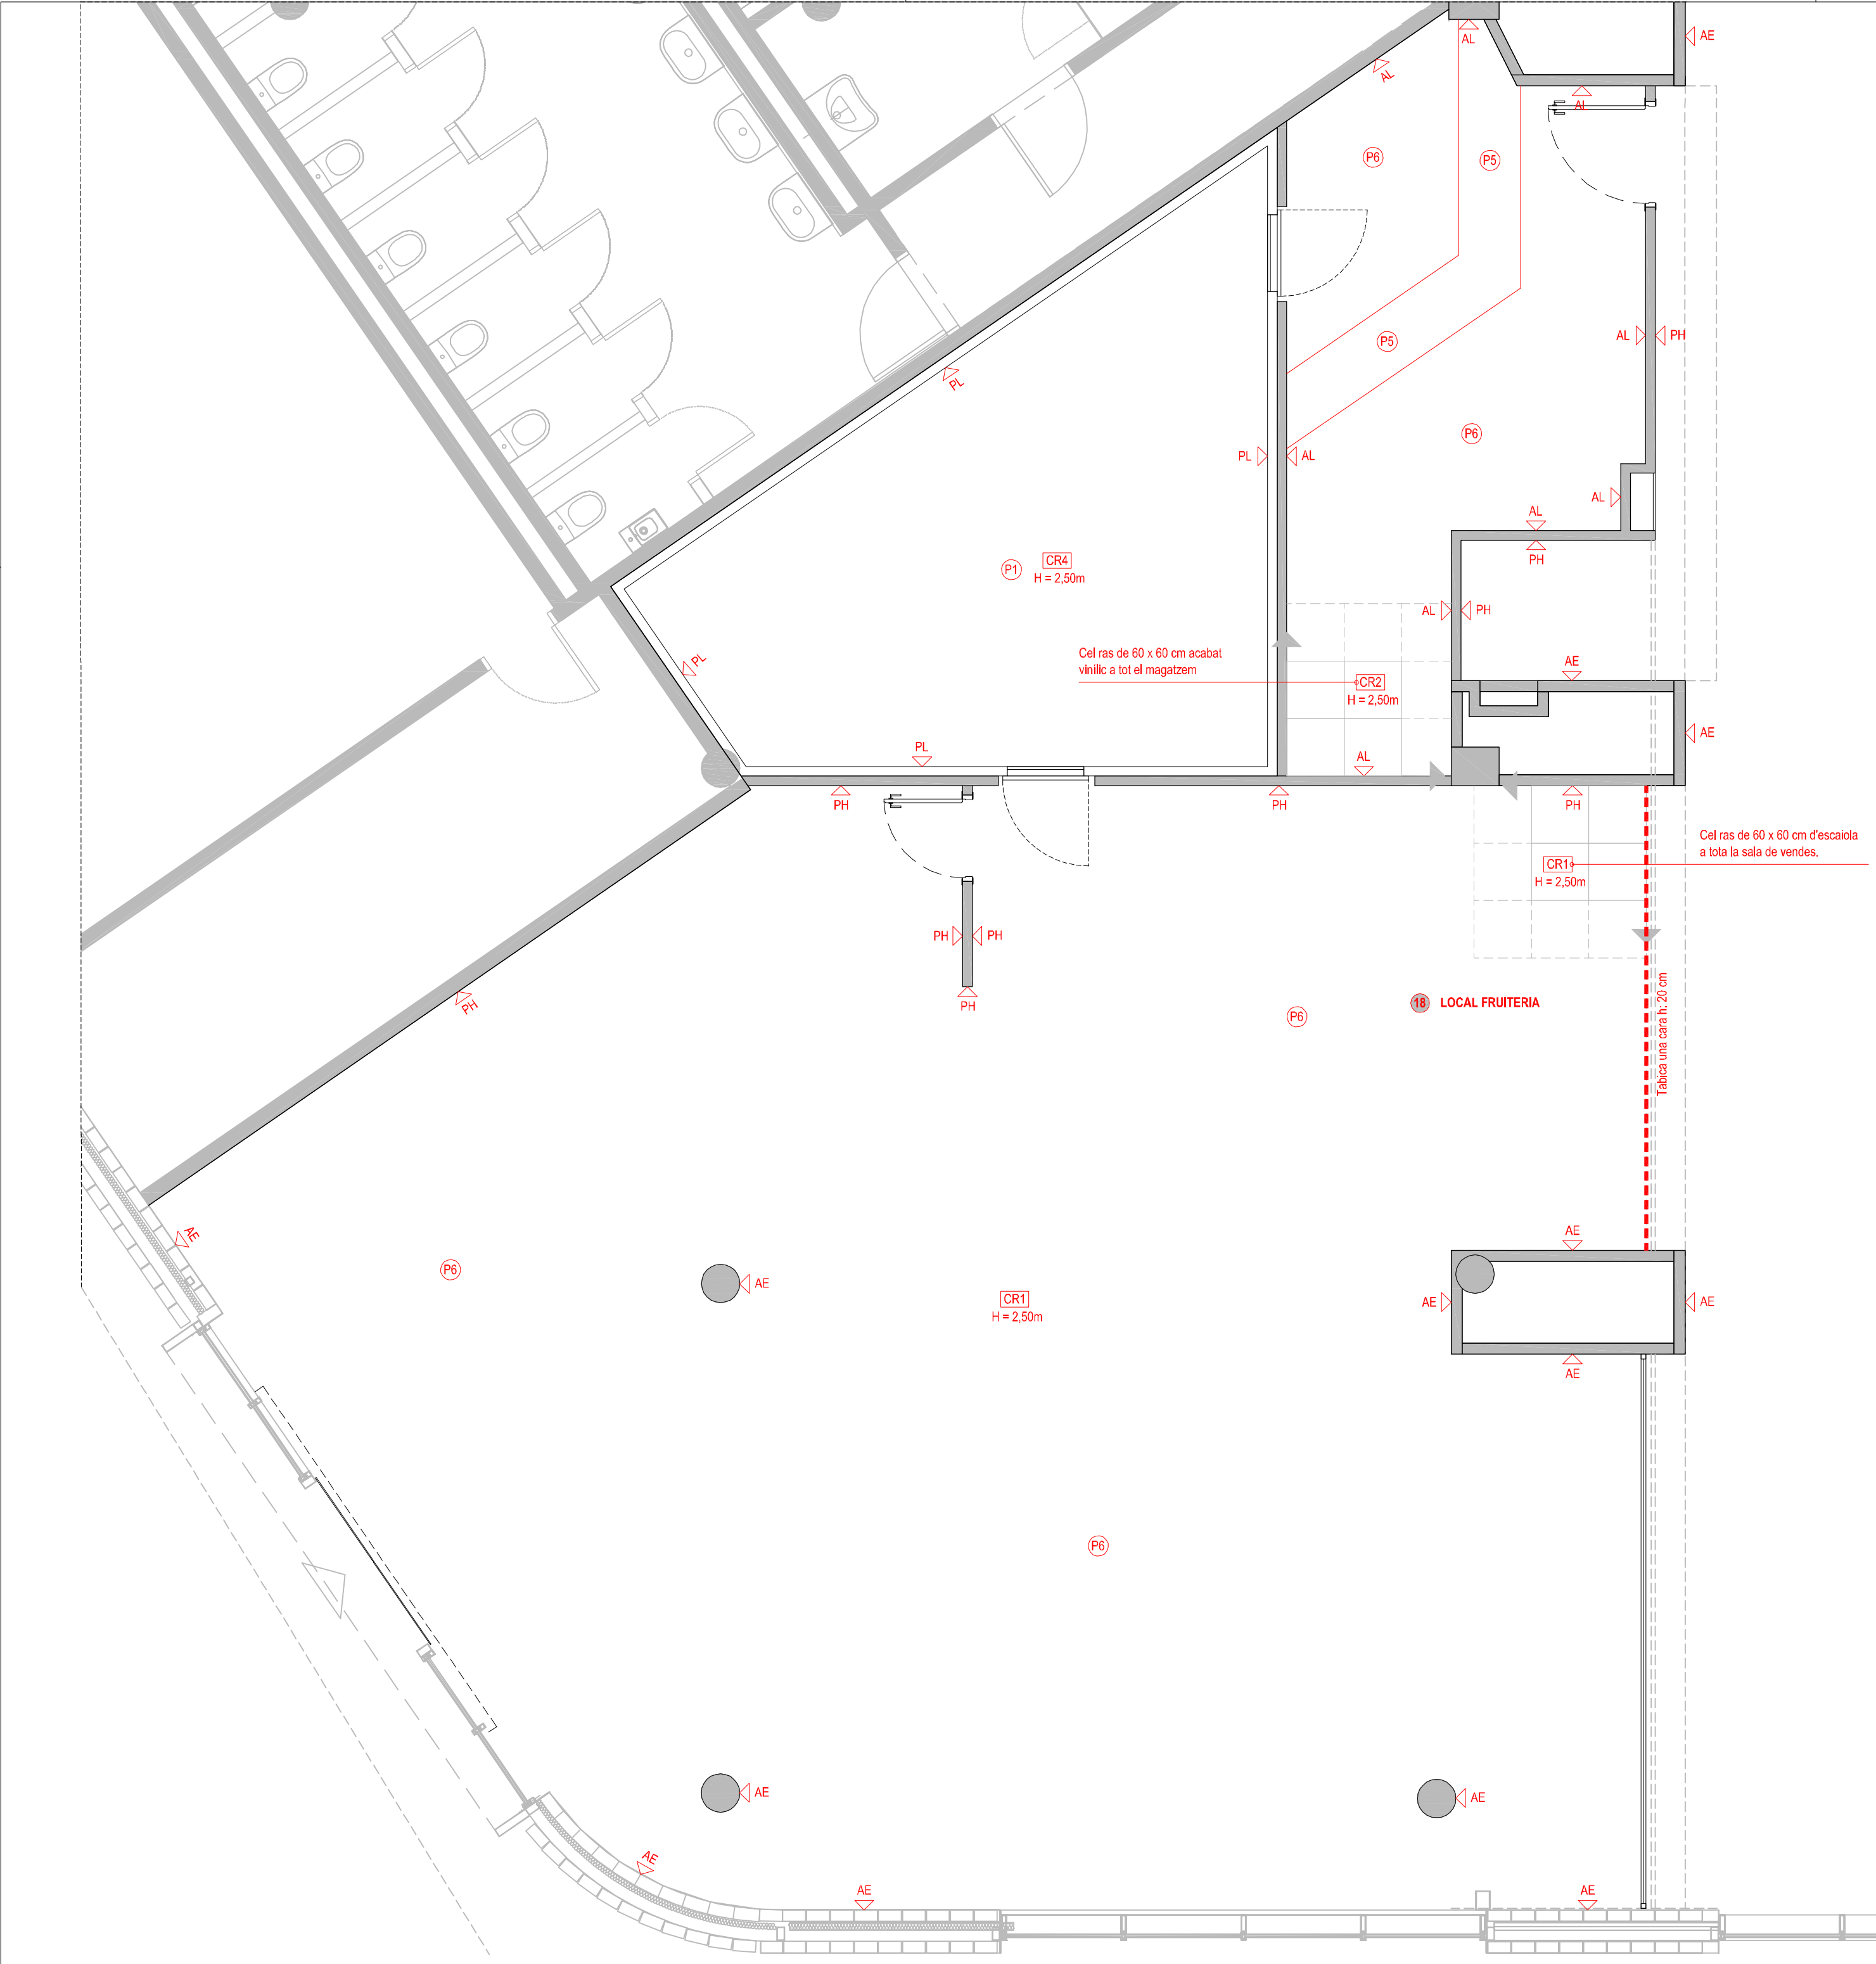 AE
AL
AL
AL
P6
P5
P5
AL
PH
PL
P6
PL
AL
AL
AL
PH
P1
CR4
H = 2,50m
AL
PH
Cel ras de 60 x 60 cm acabat
vinilic a tot el magatzem
PL
AE
CR2
H = 2,50m
AE
PL
AL
PH
PH
PH
Cel ras de 60 x 60 cm d'escaiola
a tota la sala de vendes.
CR1
H = 2,50m
PH
PH
PH
PH
18
LOCAL FRUITERIA
P6
Tabica una cara h: 20 cm
AE
AE
P6
AE
CR1
H = 2,50m
AE
AE
AE
P6
AE
AE
AE
AE
AE